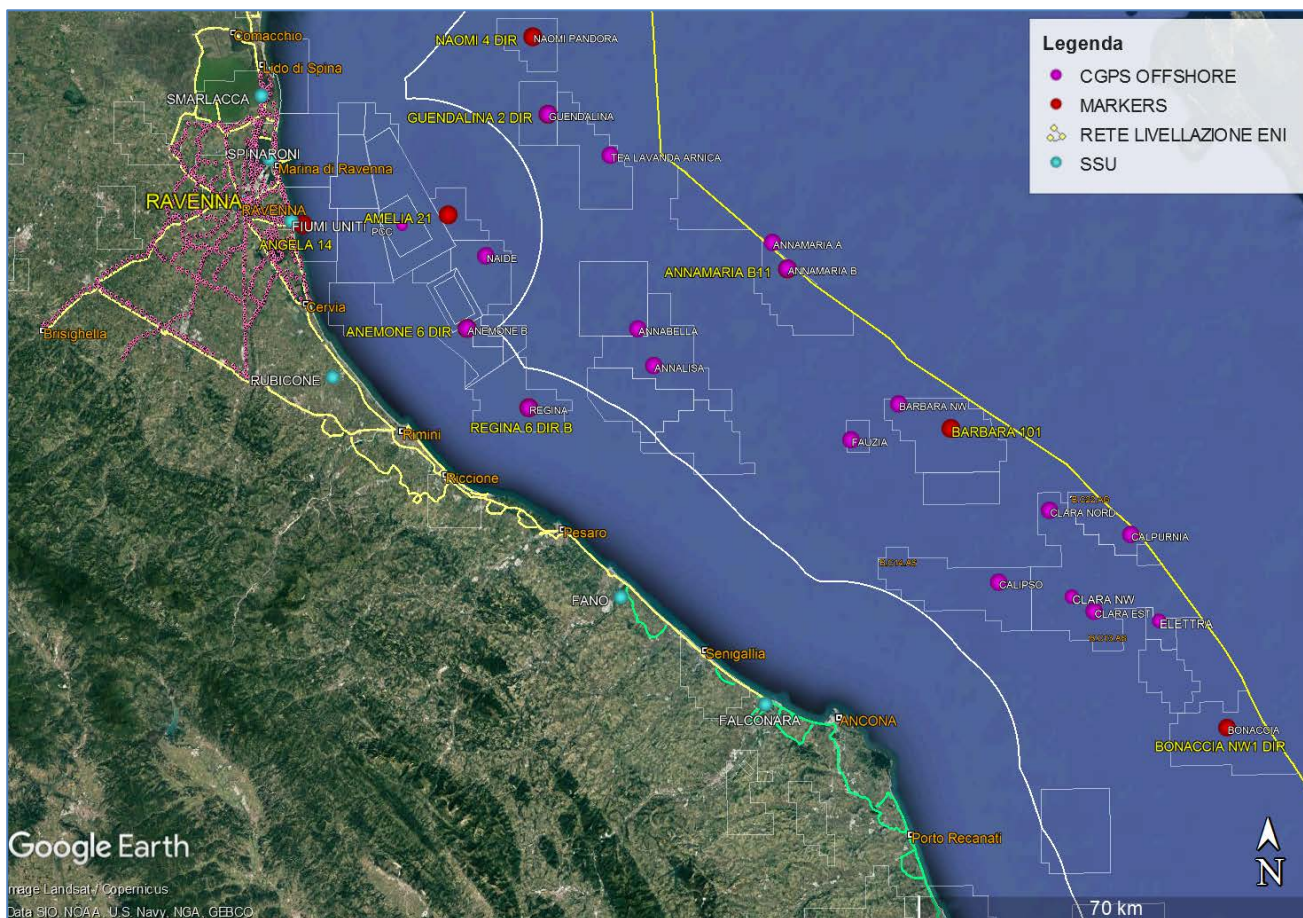 Legenda
CGPS OFFSHORE
MARKERS
RETE LIVELLAZIONE ENI
SSU
Comacchio
NAOMI 4 DIR
NAOMI PANDORA
Lido di Spina
SMARLACCA
GUENDALINA 2 DIR
GUENDALINA
SPINARONI
TEA LAVANDA ARNICA
Marina di Ravenna
RAVENNA
RAVENNA
AMELIA 21
FIUMI UNITI
PCC
ANGELA 14
NAIDE
ANNAMARIA A
ANNAMARIA B11
ANNAMARIA B
Cervia
Brisighella
ANEMONE 6 DIR
ANEMONE B
ANNABELLA
ANNALISA
RUBICONE
REGINA
REGINA 6 DIR B
BARBARA NW
BARBARA 101
FAUZIA
Rimini
Riccione
CLARA NORD
Pesaro
CALPURNIA
B.C14.AS
CALIPSO
FANO
CLARA NW
CLARA EST
ELETTRA
Senigallia
FALCONARA
ANCONA
BONACCIA
BONACCIA NW1 DIR
Porto Recanati
Google Earth
N
Image Landsat / Copernicus
Data SIO, NOAA, U.S. Navy, NGA, GEBCO
70 km